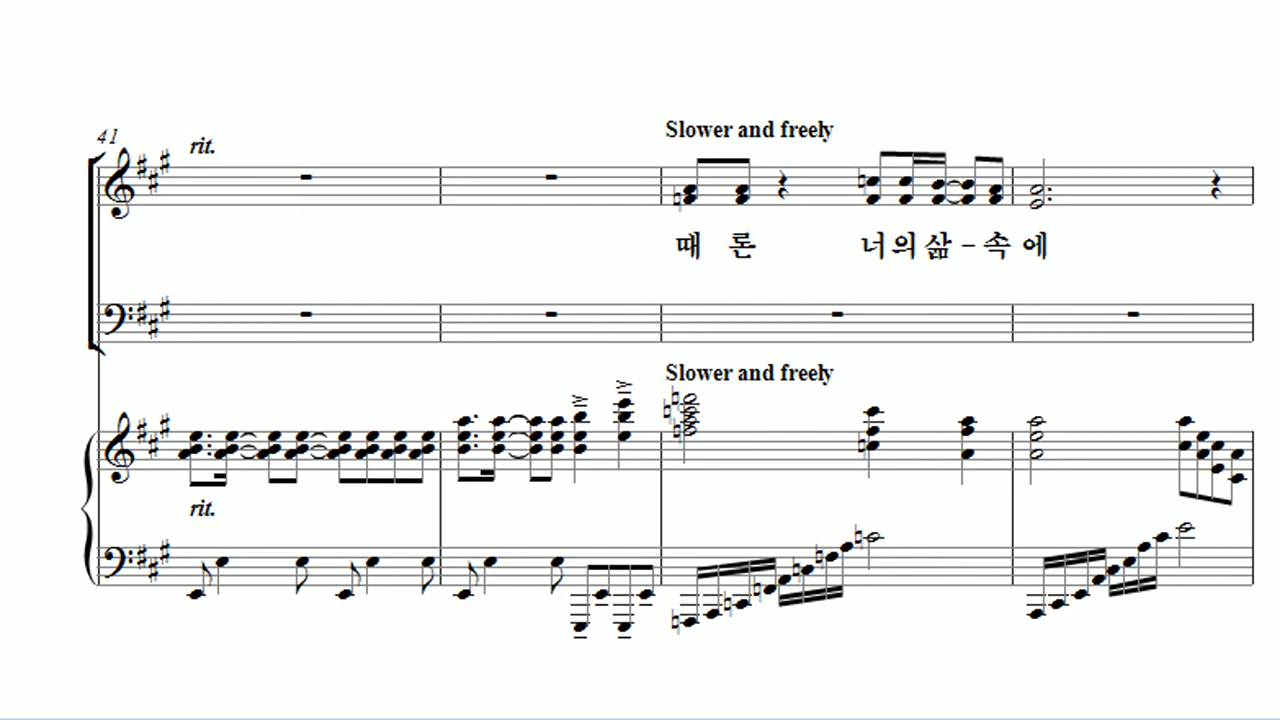 41
rit.
Slower and freely
때 론 너 의 삶 - 속 에
Slower and freely
rit.